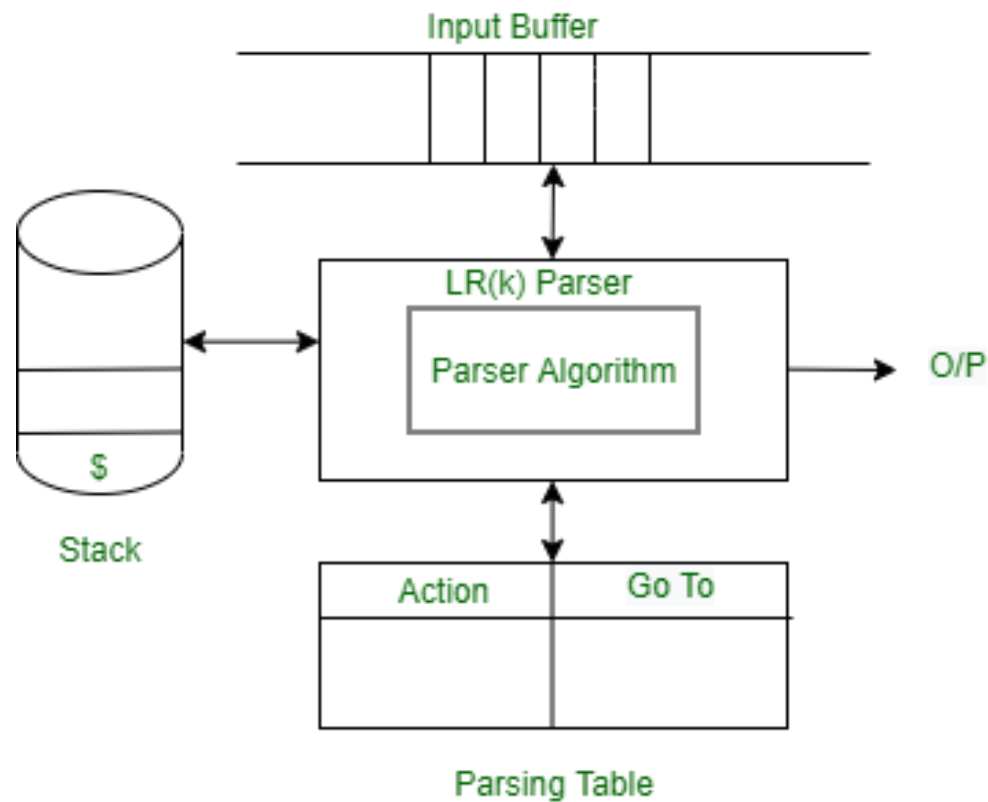 Input Buffer
LR(k) Parser
Parser Algorithm
O/P
$
Stack
Action
Go To
Parsing Table